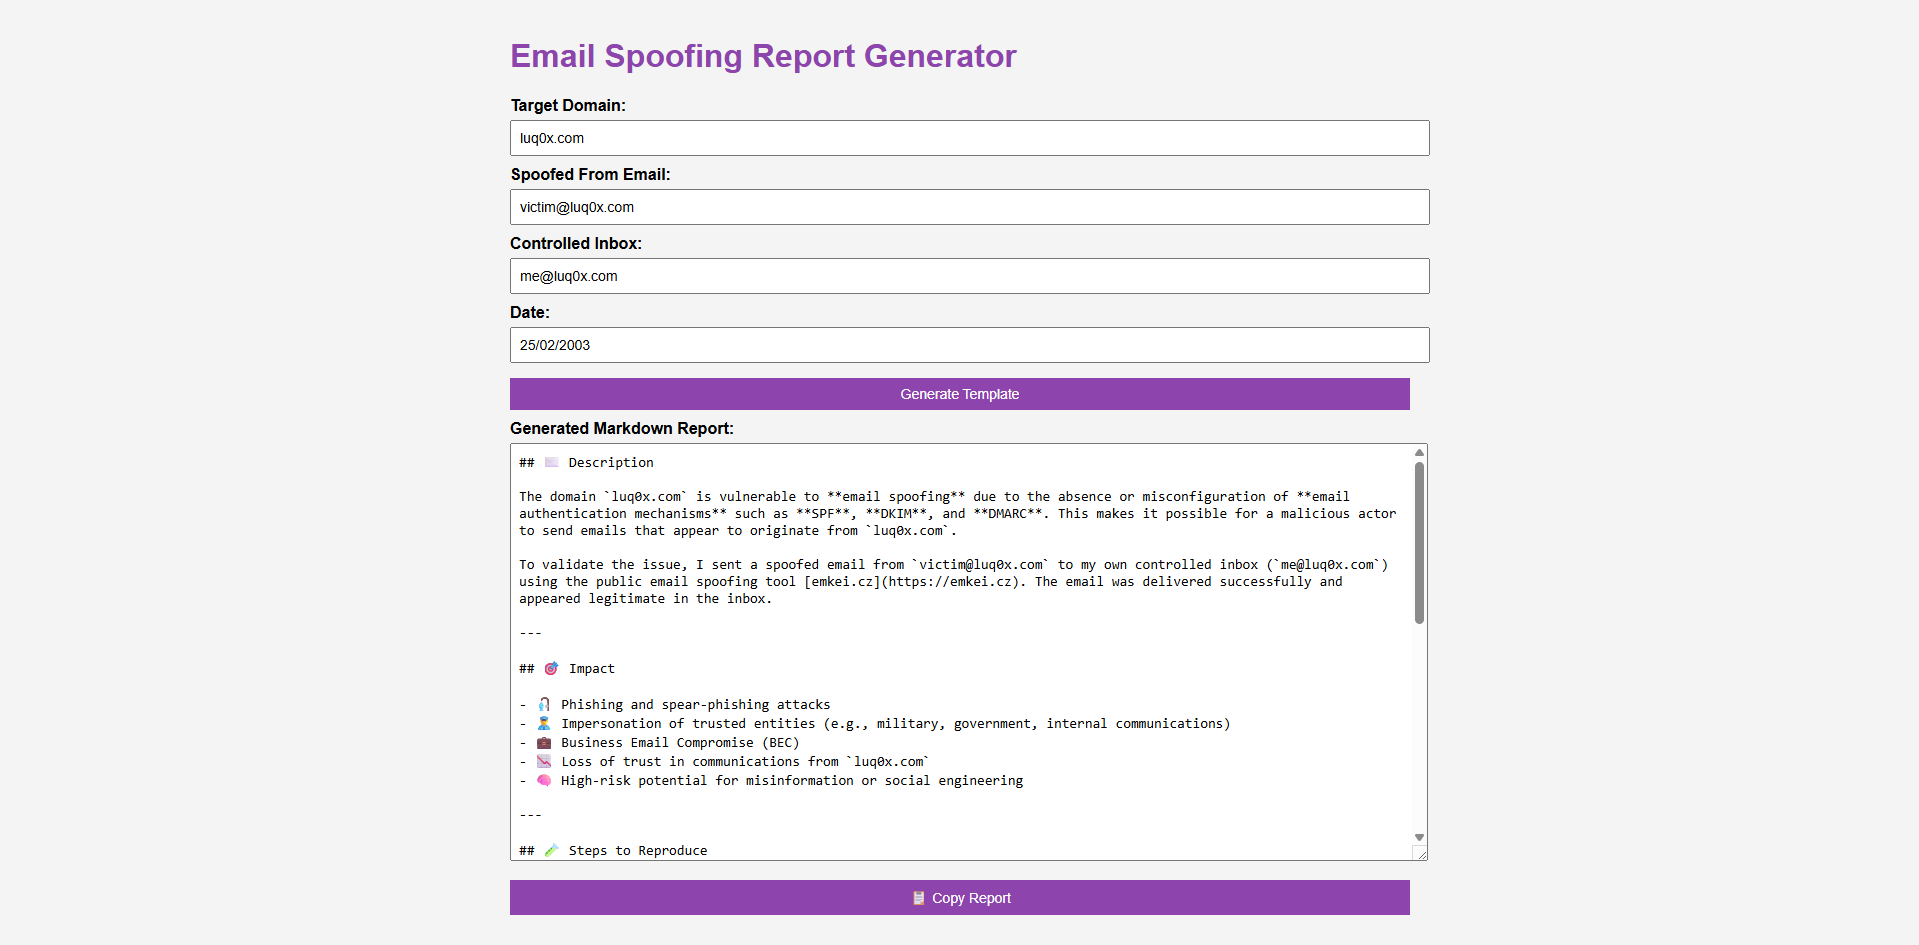 Email Spoofing Report Generator
Target Domain:
luq0x.com
Spoofed From Email:
victim@luq0x.com
Controlled Inbox:
me@luq0x.com
Date:
25/02/2003
Generate Template
Generated Markdown Report:
## 📧 Description
The domain `luq0x.com` is vulnerable to **email spoofing** due to the absence or misconfiguration of **email
authentication mechanisms** such as **SPF**, **DKIM**, and **DMARC**. This makes it possible for a malicious actor
to send emails that appear to originate from `luq0x.com`.
To validate the issue, I sent a spoofed email from `victim@luq0x.com` to my own controlled inbox (`me@luq0x.com`)
using the public email spoofing tool [emkei.cz](https://emkei.cz). The email was delivered successfully and
appeared legitimate in the inbox.
---
## 🎯 Impact
- 🎣 Phishing and spear-phishing attacks
- 👮 Impersonation of trusted entities (e.g., military, government, internal communications)
- 💼 Business Email Compromise (BEC)
- 📉 Loss of trust in communications from `luq0x.com`
- 🧠 High-risk potential for misinformation or social engineering
---
## 🧪 Steps to Reproduce
📋 Copy Report